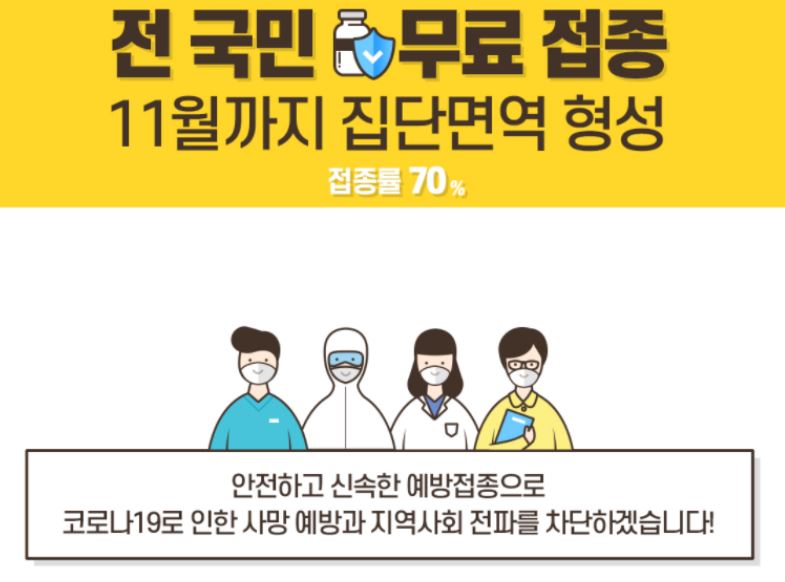 전 국민 무료 접종
11월까지 집단면역 형성
접종률 70%
안전하고 신속한 예방접종으로
코로나19로 인한 사망 예방과 지역사회 전파를 차단하겠습니다!